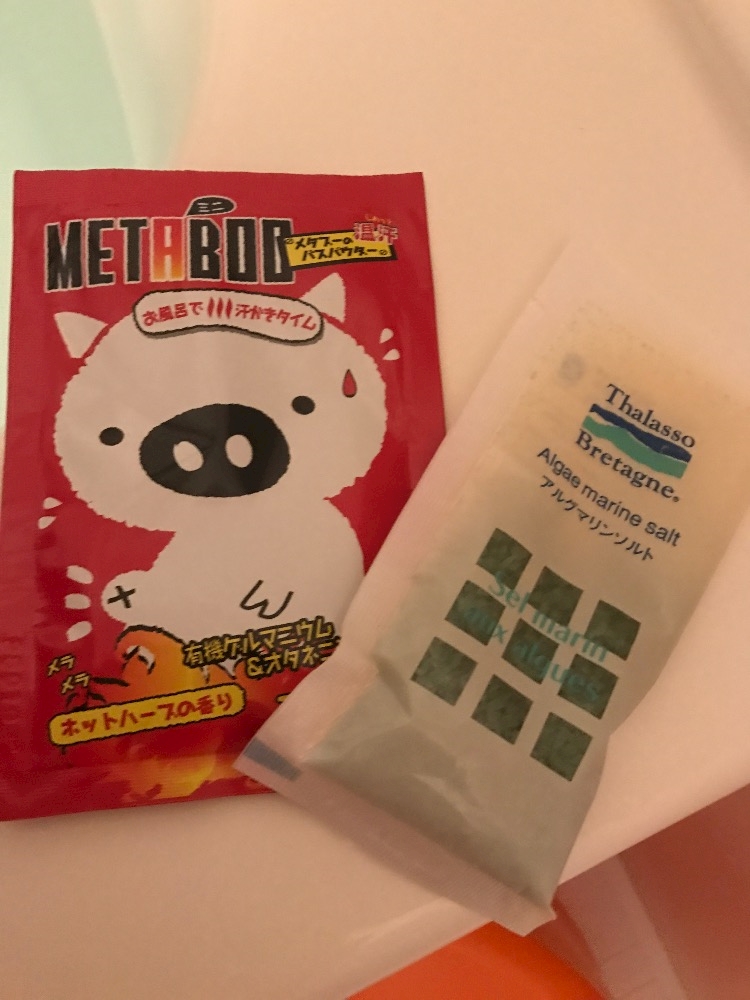 METABOO
メタブーの
バスパウダー
温汗
お風呂で
汗かきタイム
有機ゲルマニウム
&オタネニ
メラ
メラ
ホットハーブの香り
Thalasso
Bretagne®
Algae marine salt
アルグマリンソルト
Sel marin
aux algues